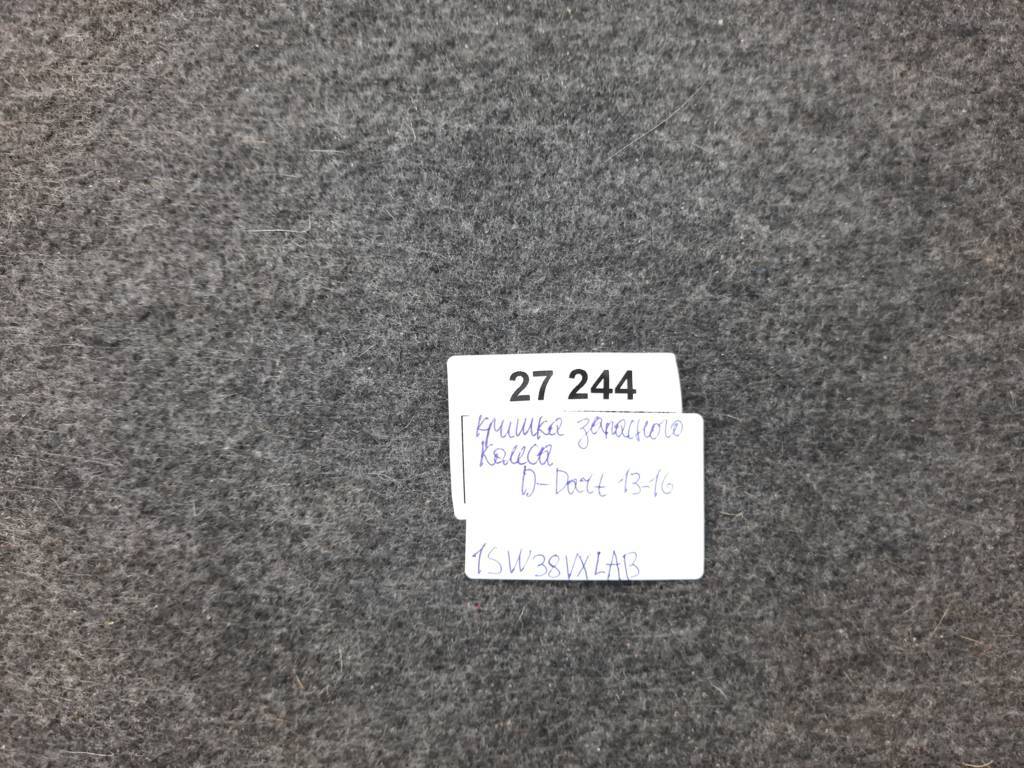 27 244
кришка запасного
колеса
D-Dart 13-16
1SW38VXLAB